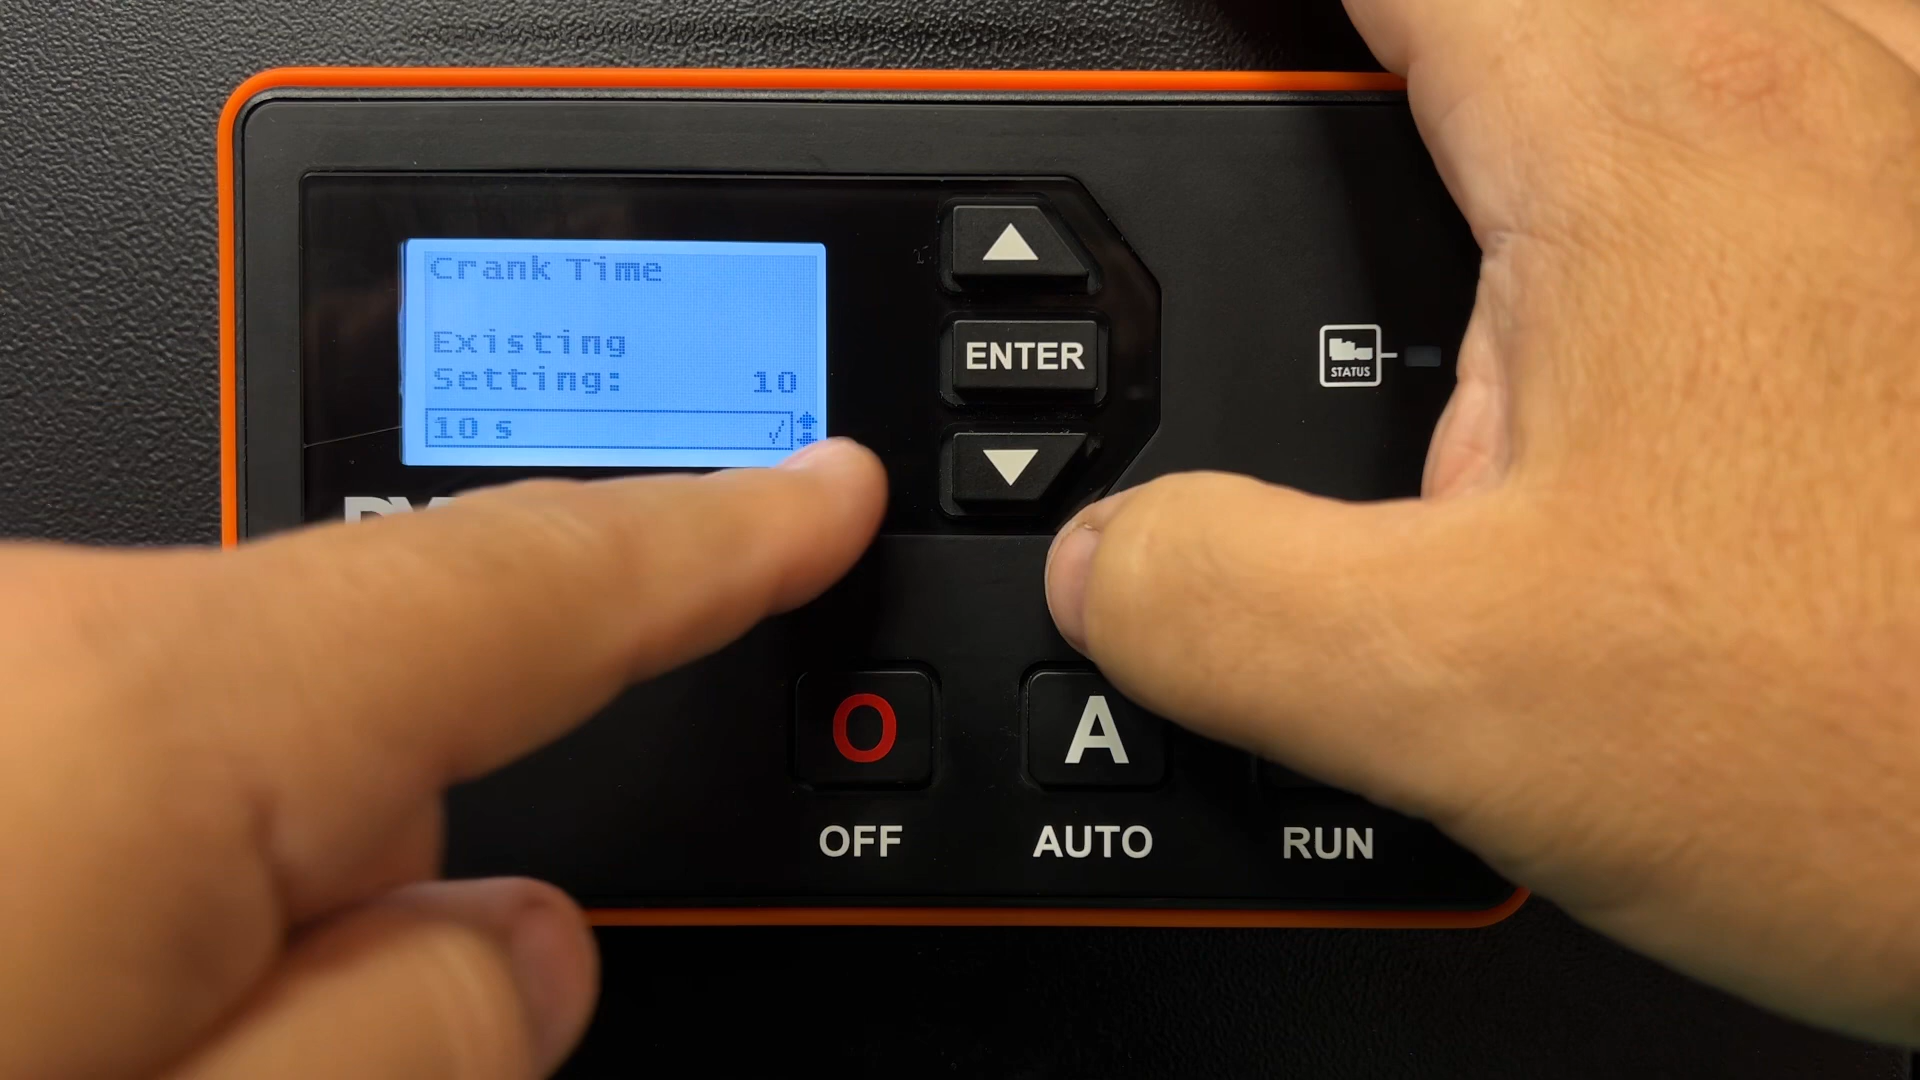 Crank Time
Existing
Setting: 10
10 s √
ENTER
STATUS
O
A
OFF
AUTO
RUN